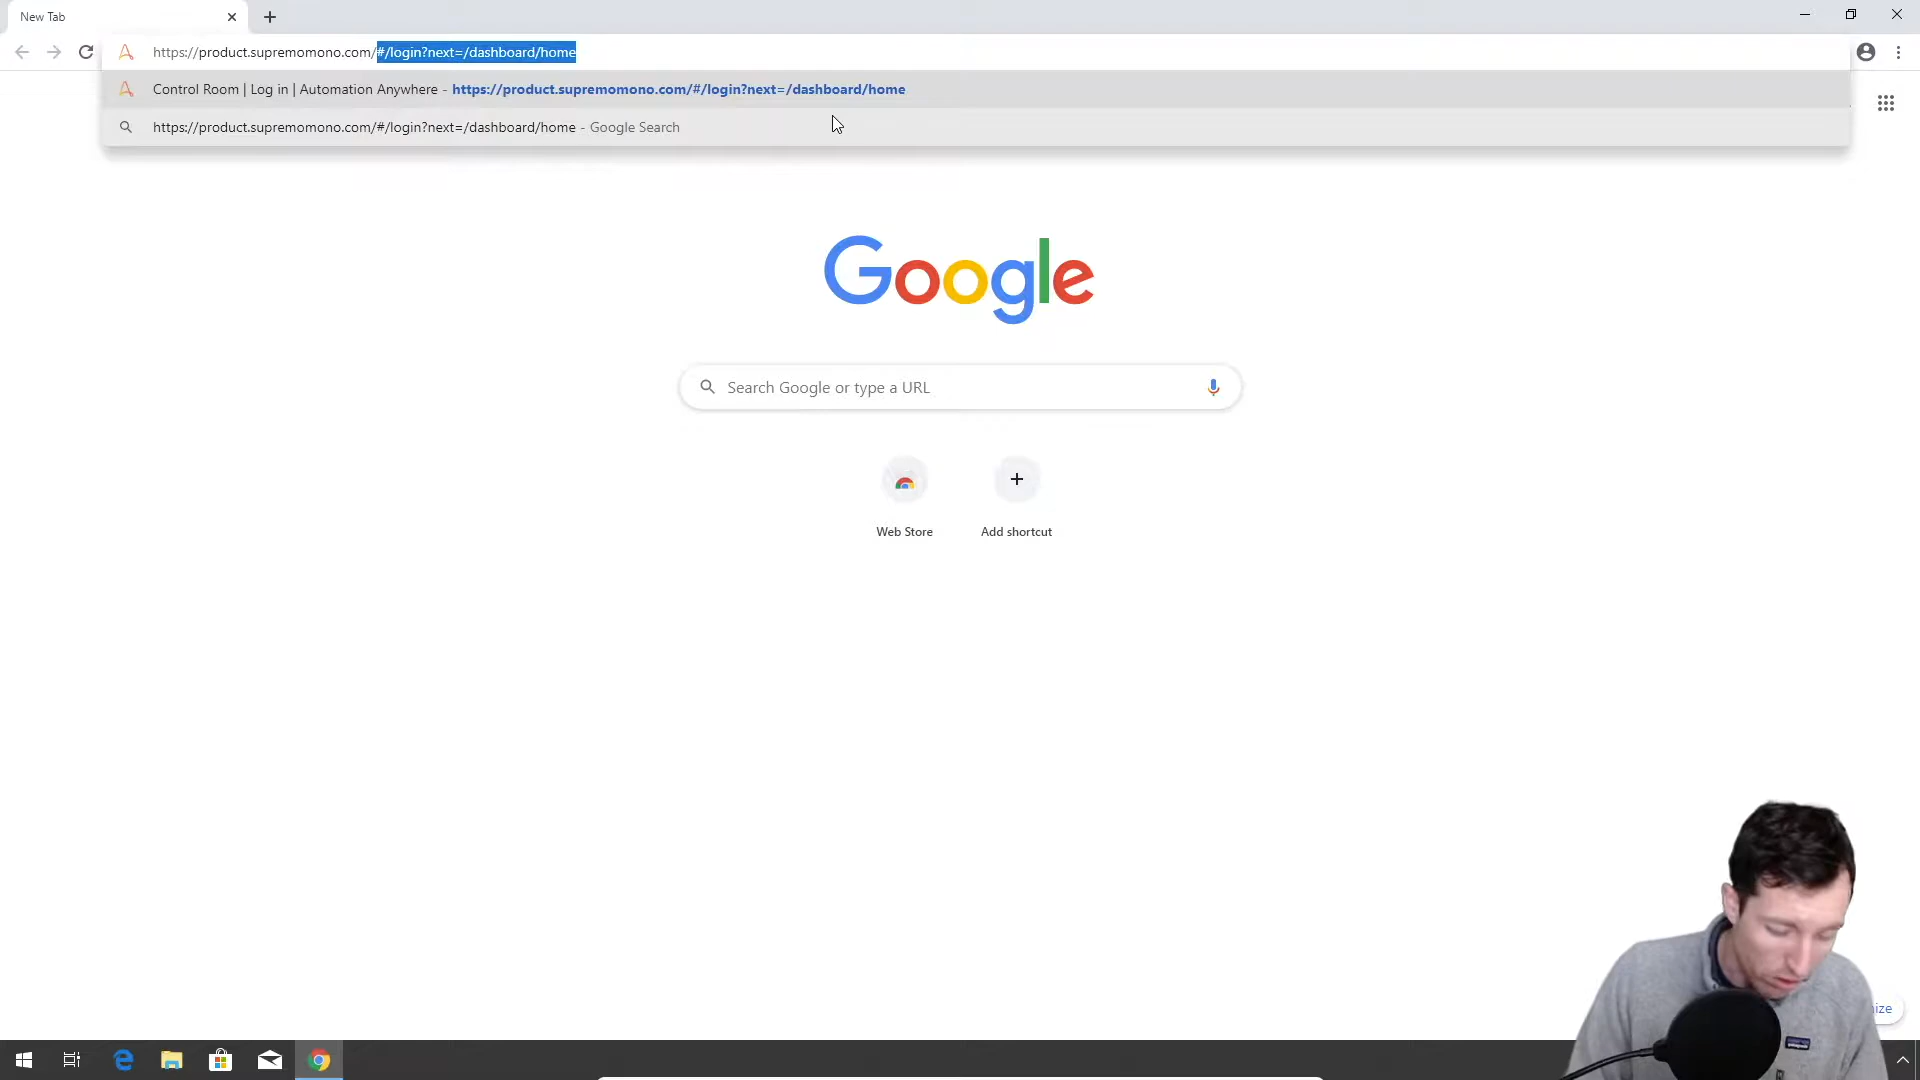 New Tab
https://product.supremomono.com/#/login?next=/dashboard/home
Control Room | Log in | Automation Anywhere - https://product.supremomono.com/#/login?next=/dashboard/home
https://product.supremomono.com/#/login?next=/dashboard/home - Google Search
Google
Search Google or type a URL
Web Store
Add shortcut
ize